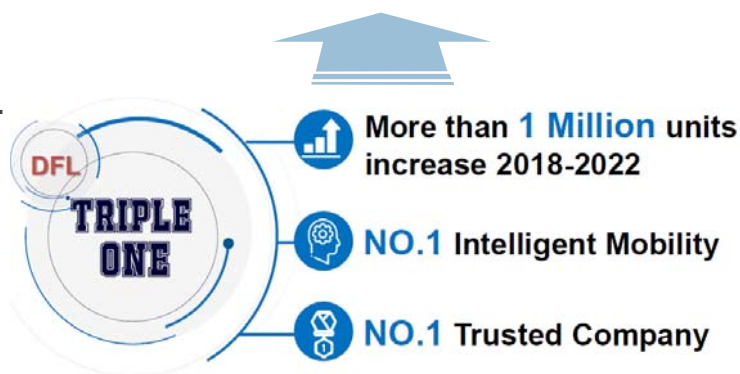 DFL
TRIPLE
ONE
More than 1 Million units
increase 2018-2022
NO.1 Intelligent Mobility
NO.1 Trusted Company
1